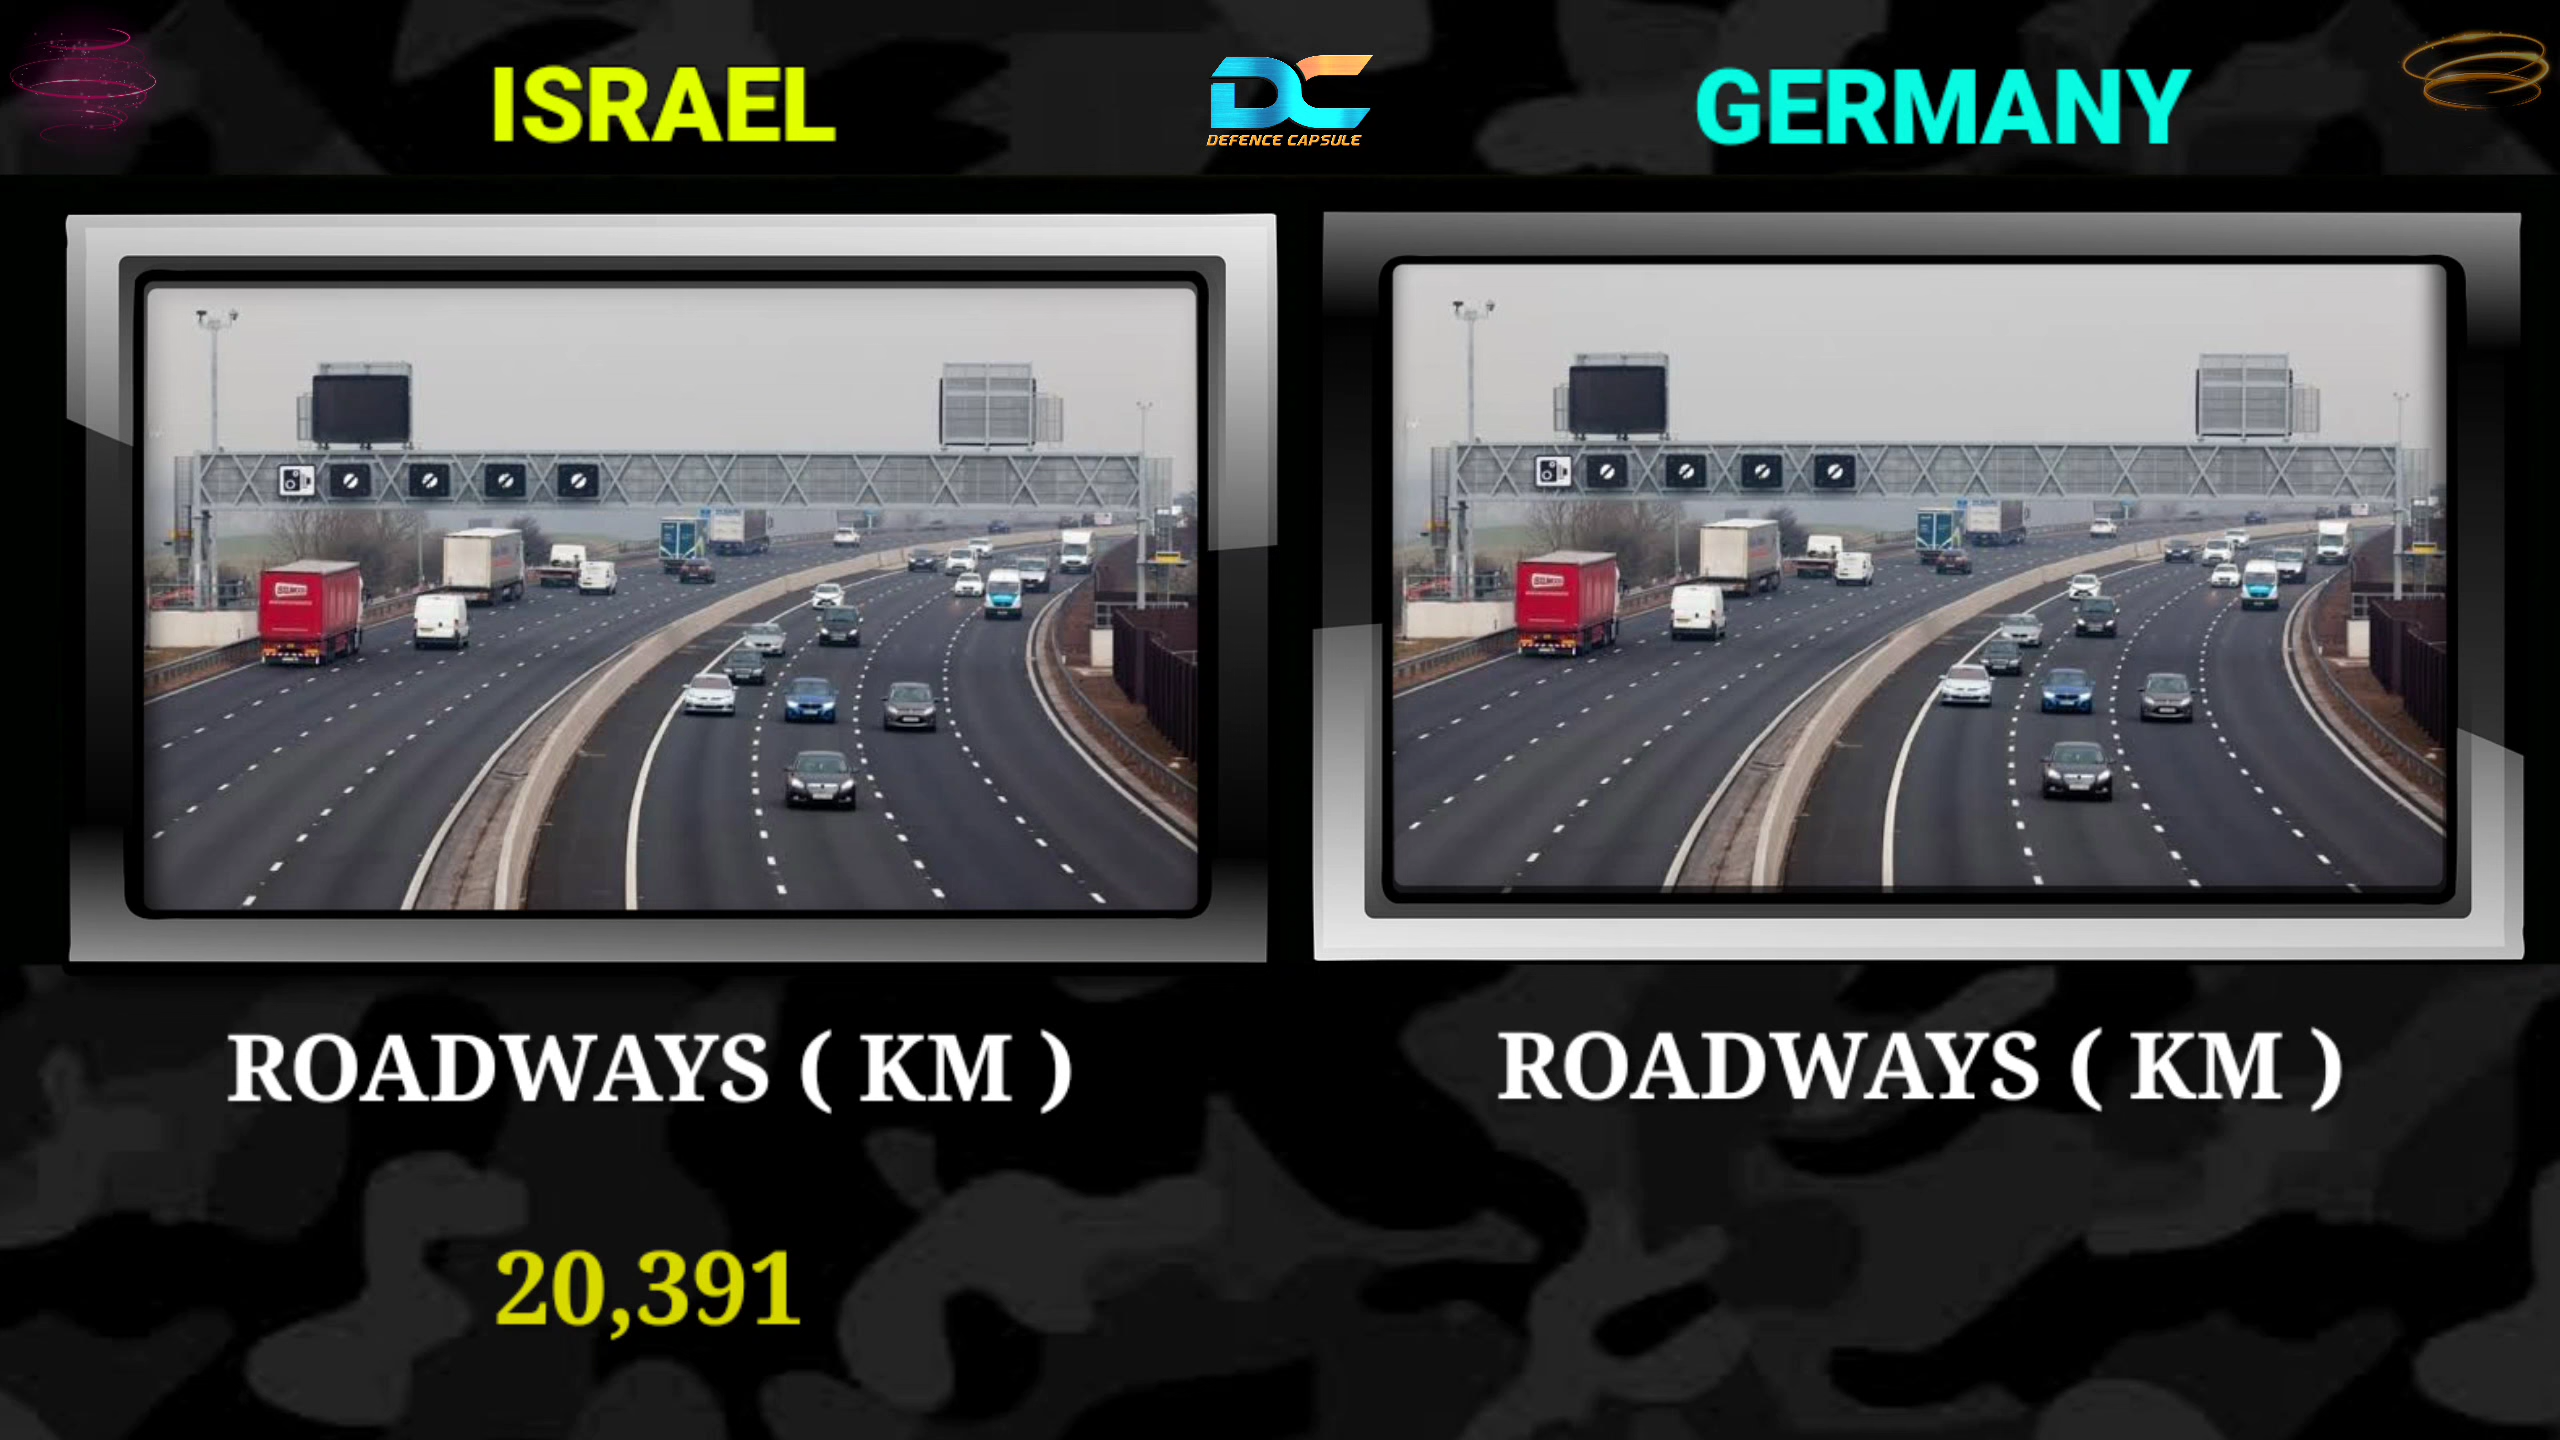 ISRAEL
DEFENCE CAPSULE
GERMANY
ROADWAYS ( KM )
ROADWAYS ( KM )
20,391